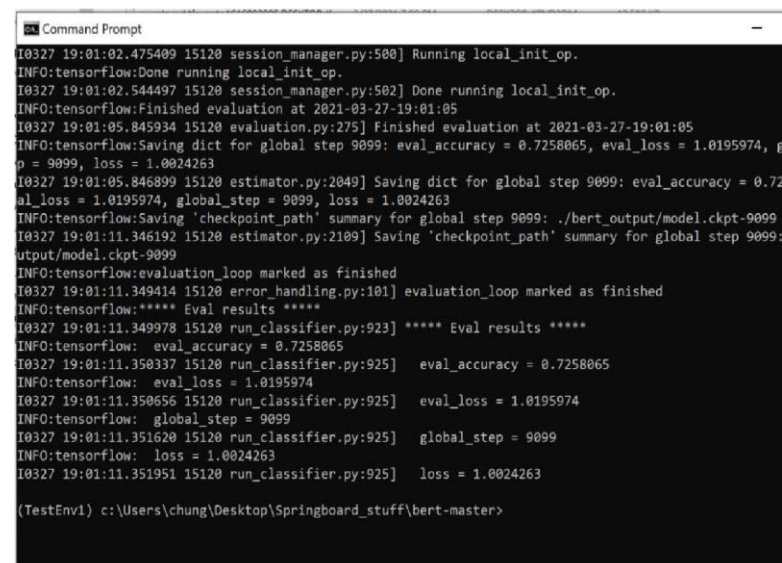 Command Prompt
I0327 19:01:02.475409 15120 session_manager.py:500] Running local_init_op.
INFO:tensorflow:Done running local_init_op.
I0327 19:01:02.544497 15120 session_manager.py:502] Done running local_init_op.
INFO:tensorflow:Finished evaluation at 2021-03-27-19:01:05
I0327 19:01:05.845934 15120 evaluation.py:275] Finished evaluation at 2021-03-27-19:01:05
INFO:tensorflow:Saving dict for global step 9099: eval_accuracy = 0.7258065, eval_loss = 1.0195974, g
p = 9099, loss = 1.0024263
I0327 19:01:05.846899 15120 estimator.py:2049] Saving dict for global step 9099: eval_accuracy = 0.72
al_loss = 1.0195974, global_step = 9099, loss = 1.0024263
INFO:tensorflow:Saving 'checkpoint_path' summary for global step 9099: ./bert_output/model.ckpt-9099
I0327 19:01:11.346192 15120 estimator.py:2109] Saving 'checkpoint_path' summary for global step 9099:
utput/model.ckpt-9099
INFO:tensorflow:evaluation_loop marked as finished
I0327 19:01:11.349414 15120 error_handling.py:101] evaluation_loop marked as finished
INFO:tensorflow:***** Eval results *****
I0327 19:01:11.349978 15120 run_classifier.py:923] ***** Eval results *****
INFO:tensorflow:  eval_accuracy = 0.7258065
I0327 19:01:11.350337 15120 run_classifier.py:925]   eval_accuracy = 0.7258065
INFO:tensorflow:  eval_loss = 1.0195974
I0327 19:01:11.350656 15120 run_classifier.py:925]   eval_loss = 1.0195974
INFO:tensorflow:  global_step = 9099
I0327 19:01:11.351620 15120 run_classifier.py:925]   global_step = 9099
INFO:tensorflow:  loss = 1.0024263
I0327 19:01:11.351951 15120 run_classifier.py:925]   loss = 1.0024263
(TestEnv1) c:\Users\chung\Desktop\Springboard_stuff\bert-master>